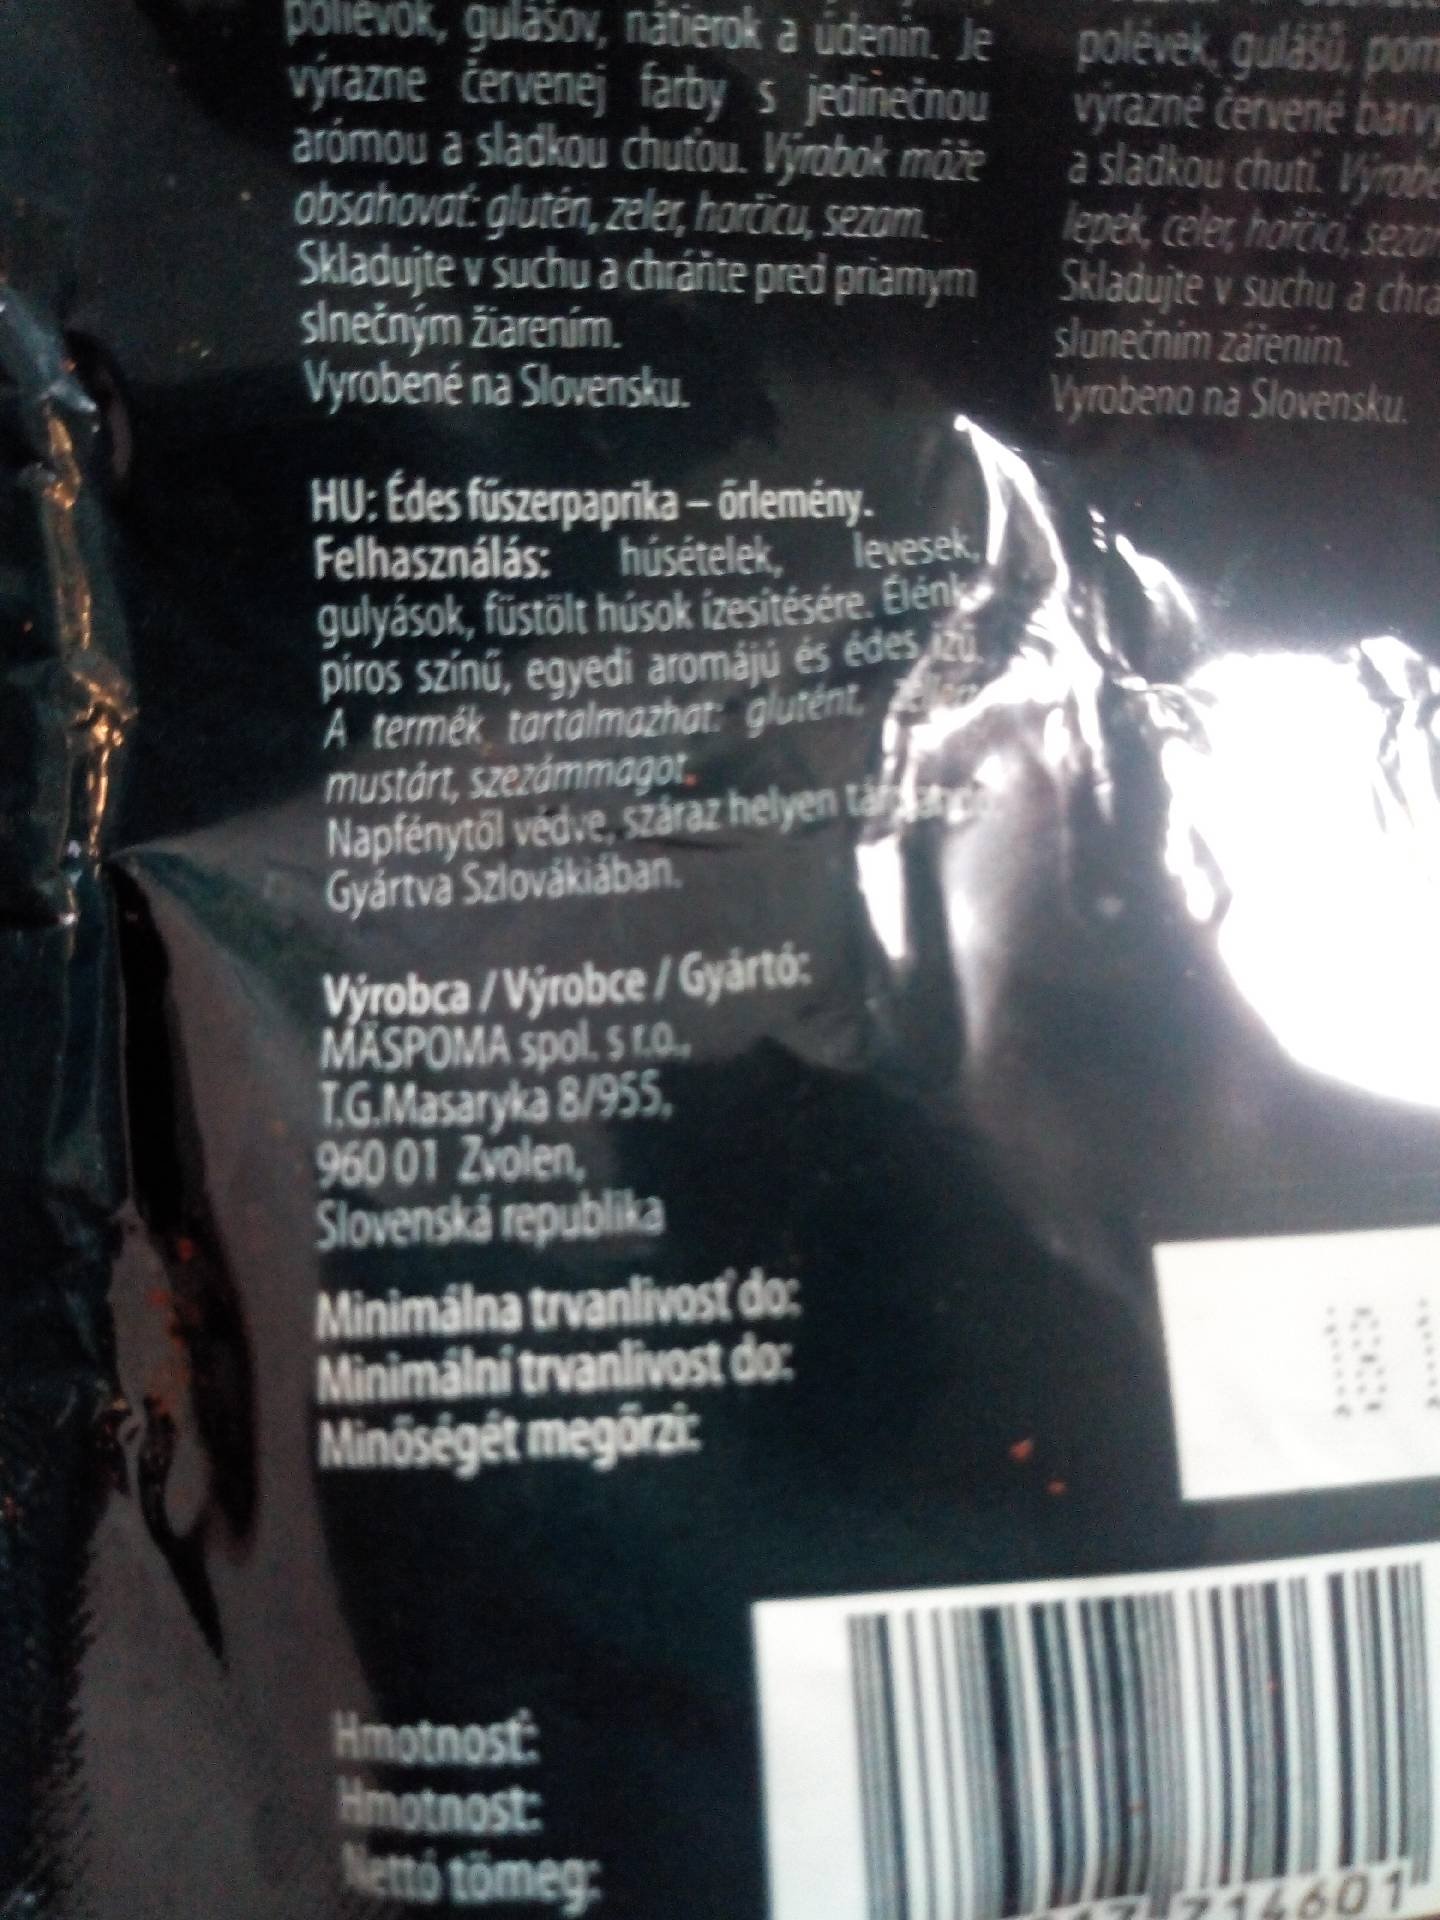 polievok, gulášov, nátierok a údenín. Je
výrazne červenej farby s jedinečnou
arómou a sladkou chuťou. Výrobok môže
obsahovať: glutén, zeler, horčicu, sezam.
Skladujte v suchu a chráňte pred priamym
slnečným žiarením.
Vyrobené na Slovensku.
polévek, gulášů,
výrazné červené barvy
a sladkou chutí.
lepek, celer, hořčici,
Skladujte v suchu a
slunečním zářením.
Vyrobeno na Slovensku.
HU: Édes fűszerpaprika – őrlemény.
Felhasználás: húsételek, levesek,
gulyások, füstölt húsok ízesítésére. Élénk
piros színű, egyedi aromájú és édes ízű.
A termék tartalmazhat: glutént,
mustárt, szezámmagot.
Napfénytől védve, száraz helyen
Gyártva Szlovákiában.
Výrobca / Výrobce / Gyártó:
MÄSPOMA spol. s r.o.,
T.G.Masaryka 8/955,
960 01 Zvolen,
Slovenská republika
Minimálna trvanlivosť do:
Minimální trvanlivost do:
Minőségét megőrzi:
18
Hmotnosť:
Hmotnost:
Nettó tömeg:
714601